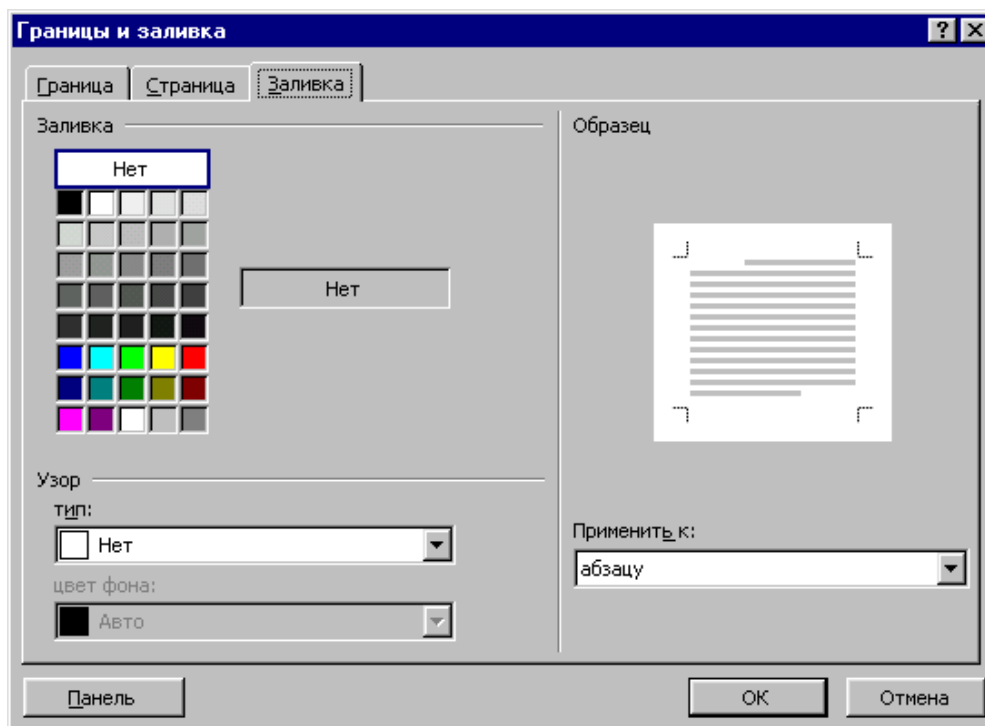 Границы и заливка
Граница Страница Заливка
Заливка
Нет
Нет
Узор
тип:
Нет
цвет фона:
Авто
Образец
Применить к:
абзацу
Панель OK Отмена